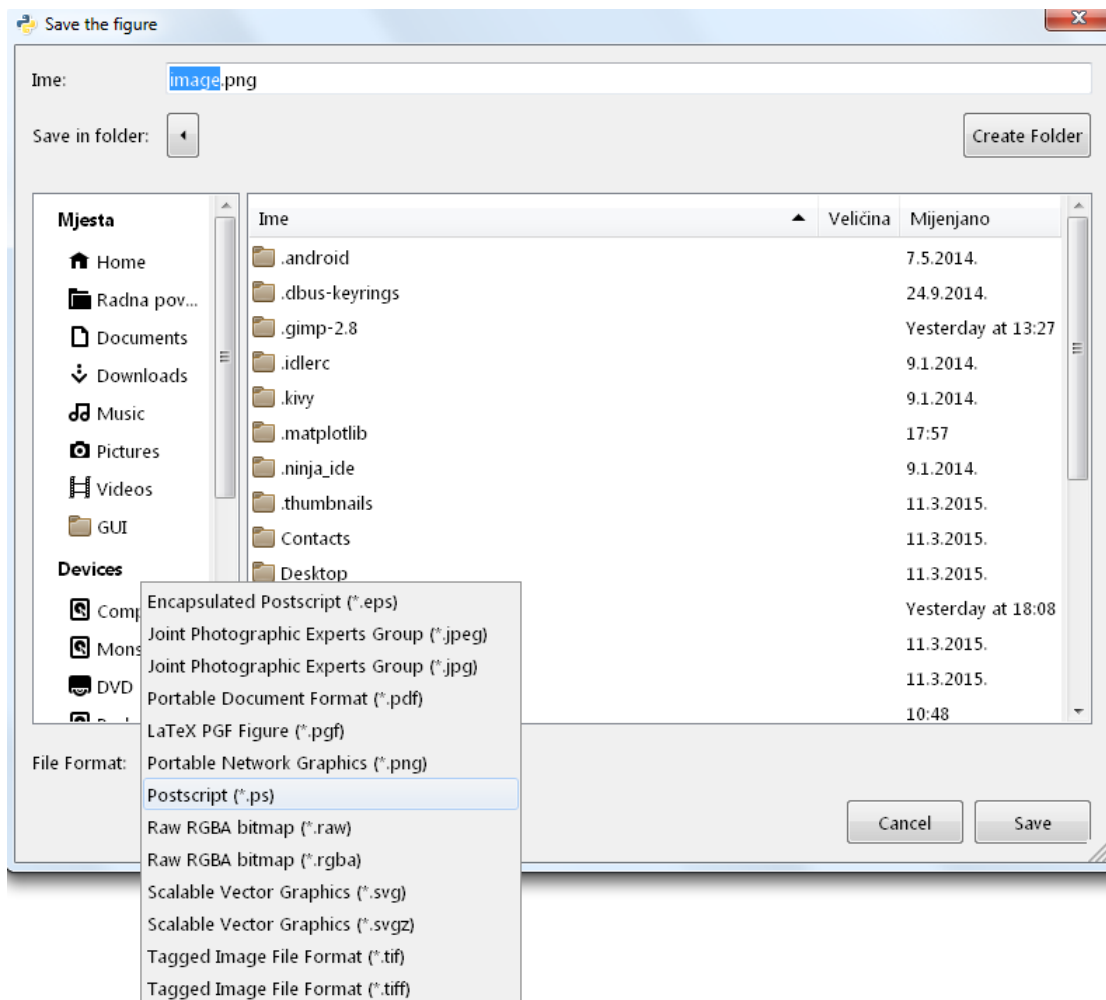 Save the figure
Ime: image.png
Save in folder: Create Folder
Mjesta
Home
Radna pov...
Documents
Downloads
Music
Pictures
Videos
GUI
Devices
Comp
Mons
DVD
Ime Veličina Mijenjano
.android 7.5.2014.
.dbus-keyrings 24.9.2014.
.gimp-2.8 Yesterday at 13:27
.idlerc 9.1.2014.
.kivy 9.1.2014.
.matplotlib 17:57
.ninja_ide 9.1.2014.
.thumbnails 11.3.2015.
Contacts 11.3.2015.
Desktop 11.3.2015.
Yesterday at 18:08
11.3.2015.
11.3.2015.
10:48
File Format:
Encapsulated Postscript (*.eps)
Joint Photographic Experts Group (*.jpeg)
Joint Photographic Experts Group (*.jpg)
Portable Document Format (*.pdf)
LaTeX PGF Figure (*.pgf)
Portable Network Graphics (*.png)
Postscript (*.ps)
Raw RGBA bitmap (*.raw)
Raw RGBA bitmap (*.rgba)
Scalable Vector Graphics (*.svg)
Scalable Vector Graphics (*.svgz)
Tagged Image File Format (*.tif)
Tagged Image File Format (*.tiff)
Cancel Save